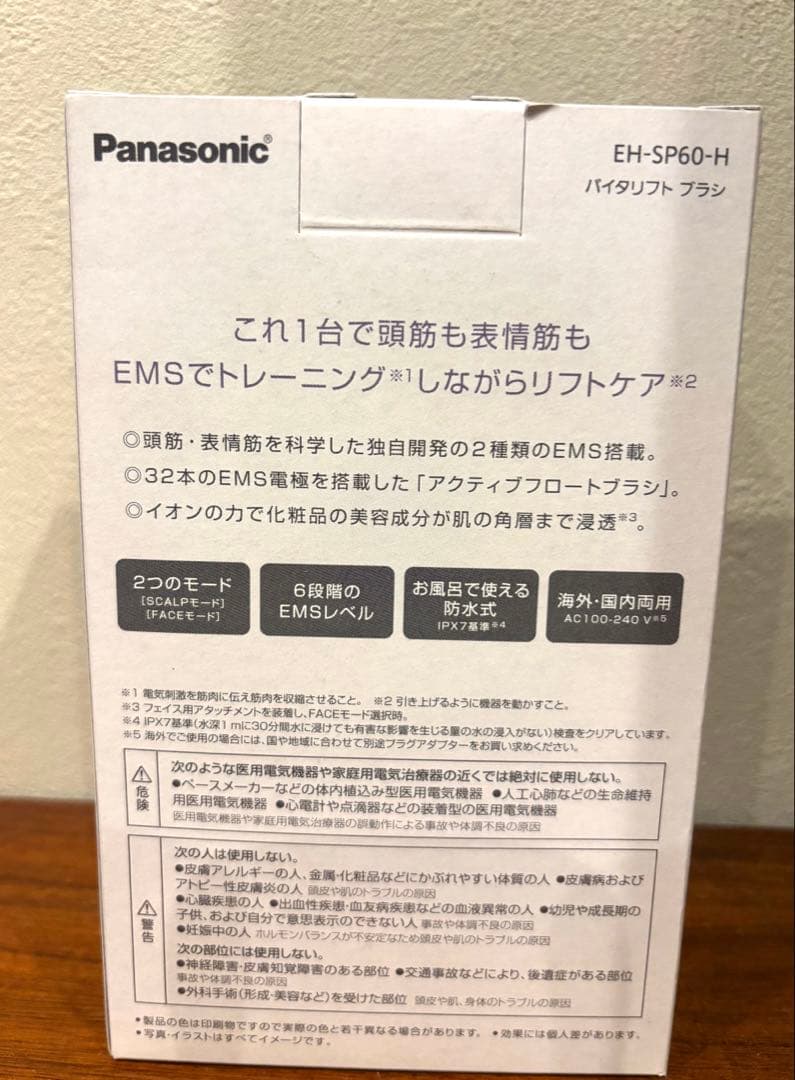 Panasonic®
EH-SP60-H
バイタリフト ブラシ
これ1台で頭筋も表情筋も
EMSでトレーニング※1しながらリフトケア※2
◎頭筋・表情筋を科学した独自開発の2種類のEMS搭載。
◎32本のEMS電極を搭載した「アクティブフロートブラシ」。
◎イオンの力で化粧品の美容成分が肌の角層まで浸透※3。
2つのモード
[SCALPモード]
[FACEモード]
6段階の
EMSレベル
お風呂で使える
防水式
IPX7基準※4
海外・国内両用
AC100-240 V※5
※1 電気刺激を筋肉に伝え筋肉を収縮させること。 ※2 引き上げるように機器を動かすこと。
※3 フェイス用アタッチメントを装着し、FACEモード選択時。
※4 IPX7基準(水深1mに30分間水に浸けても有害な影響を生じる量の水の浸入がない)検査をクリアしています。
※5 海外でご使用の場合には、国や地域に合わせて別途プラグアダプターをお買い求めください。
危険
次のような医用電気機器や家庭用電気治療器の近くでは絶対に使用しない。
●ペースメーカーなどの体内植込み型医用電気機器 ●人工心肺などの生命維持
用医用電気機器 ●心電計や点滴器などの装着型の医用電気機器
医用電気機器や家庭用電気治療器の誤動作による事故や体調不良の原因
警告
次の人は使用しない。
●皮膚アレルギーの人、金属・化粧品などにかぶれやすい体質の人 ●皮膚病および
アトピー性皮膚炎の人 頭皮や肌のトラブルの原因
●心臓疾患の人 ●出血性疾患・血友病疾患などの血液異常の人 ●幼児や成長期の
子供、および自分で意思表示のできない人 事故や体調不良の原因
●妊娠中の人 ホルモンバランスが不安定なため頭皮や肌のトラブルの原因
次の部位には使用しない。
●神経障害・皮膚知覚障害のある部位 ●交通事故などにより、後遺症がある部位
事故や体調不良の原因
●外科手術(形成・美容など)を受けた部位 頭皮や肌、身体のトラブルの原因
●製品の色は印刷物ですので実際の色と若干異なる場合があります。 ●効果には個人差があります。
●写真・イラストはすべてイメージです。